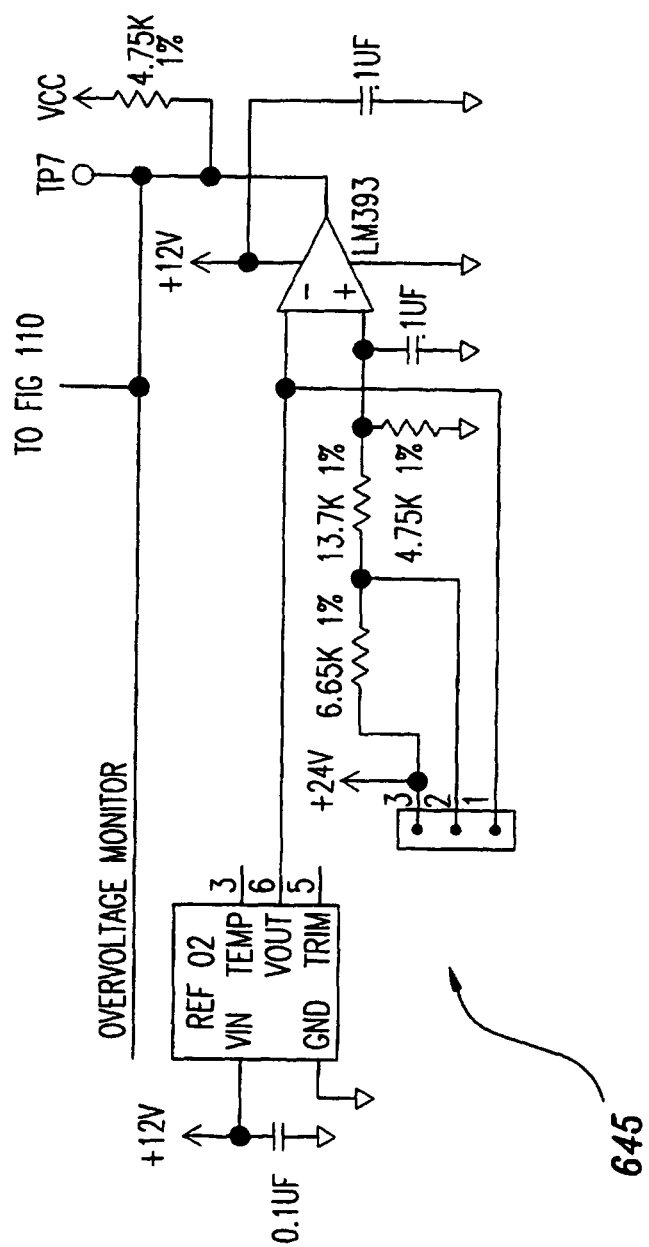 TO FIG 110
TP7
VCC
4.75K
1%
OVERVOLTAGE MONITOR
+12V
.1UF
+12V
0.1UF
REF 02
VIN
TEMP
VOUT
GND
TRIM
3
6
5
-
+
LM393
.1UF
+24V
6.65K 1%
13.7K 1%
4.75K 1%
3
2
1
645